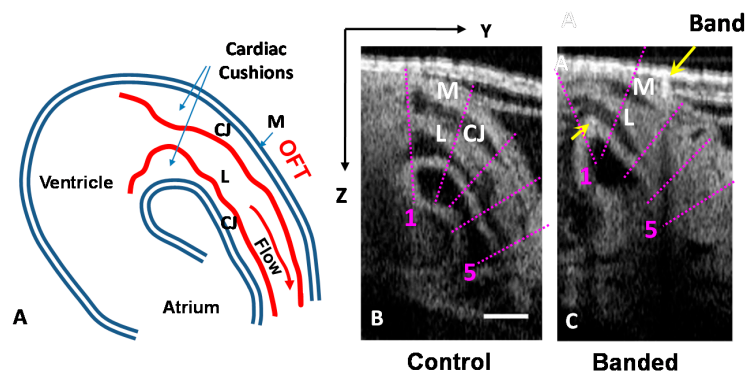 Cardiac
Cushions
CJ
M
OFT
L
Ventricle
CJ
Flow
Atrium
A
Y
Z
M
L
CJ
1
5
B
Control
A
Band
A
M
L
1
5
C
Banded